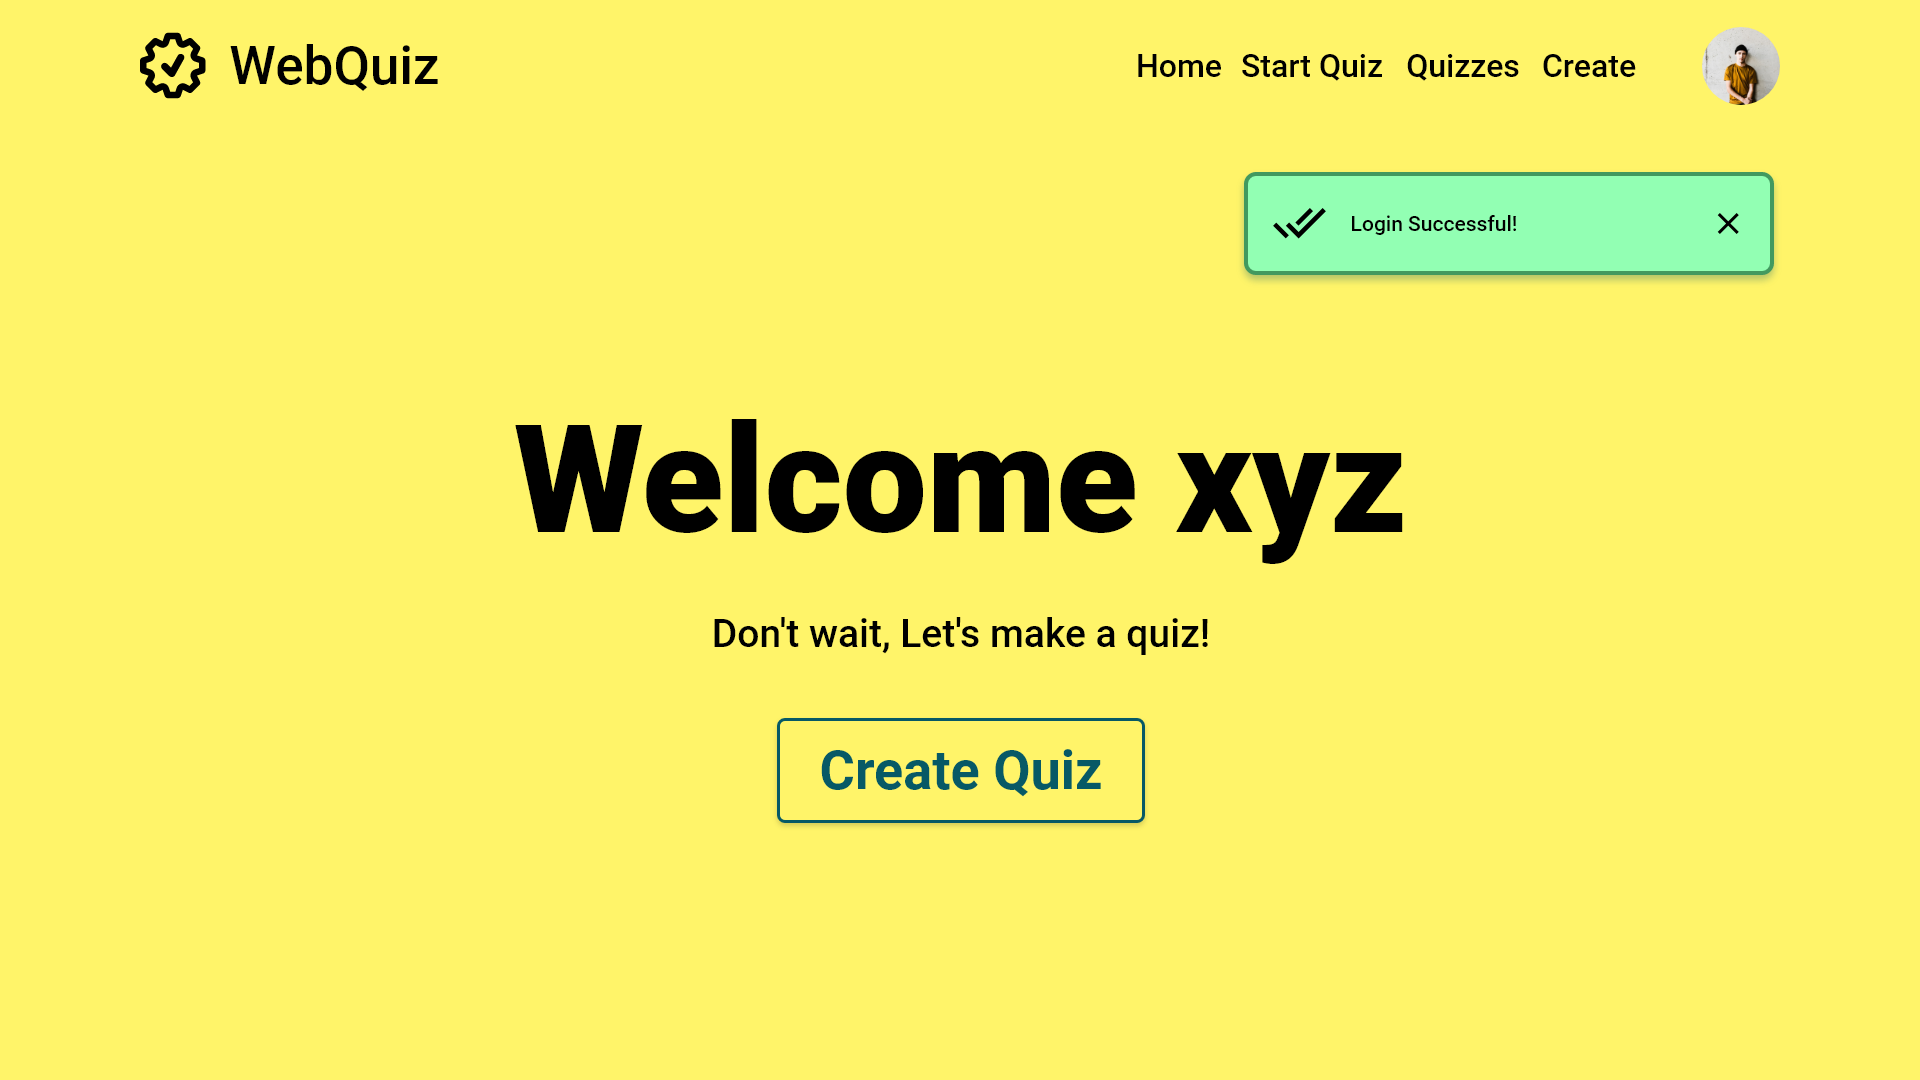 WebQuiz
Home Start Quiz Quizzes Create
Login Successful!
Welcome xyz
Don't wait, Let's make a quiz!
Create Quiz